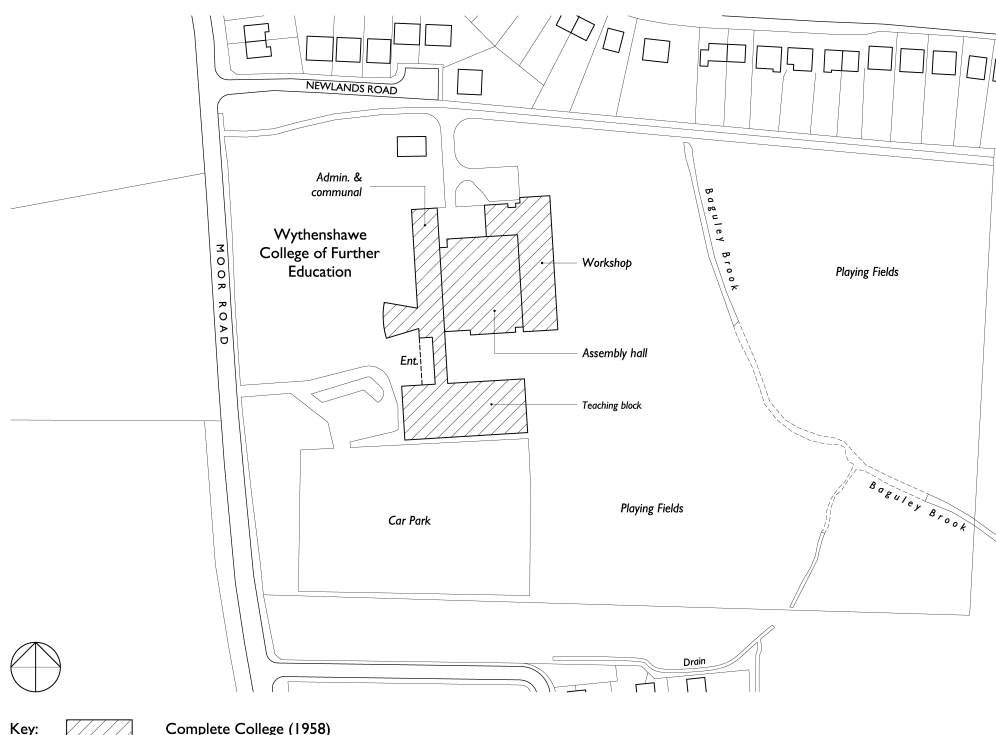 NEWLANDS ROAD
Admin. &
communal
Wythenshawe
College of Further
Education
MOOR ROAD
Baguley Brook
Playing Fields
Workshop
Ent.
Assembly hall
Teaching block
Car Park
Playing Fields
Baguley Brook
Drain
Key:
Complete College (1958)